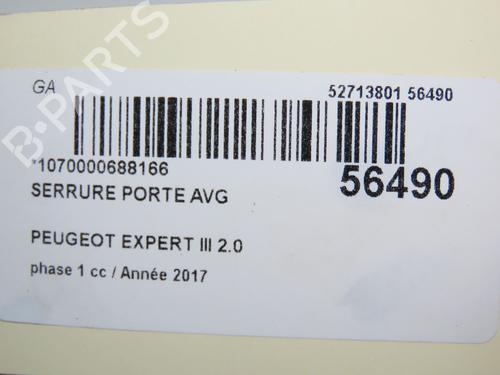 GA
52713801 56490
*1070000688166
56490
SERRURE PORTE AVG
PEUGEOT EXPERT III 2.0
phase 1 cc / Année 2017
B-PARTS